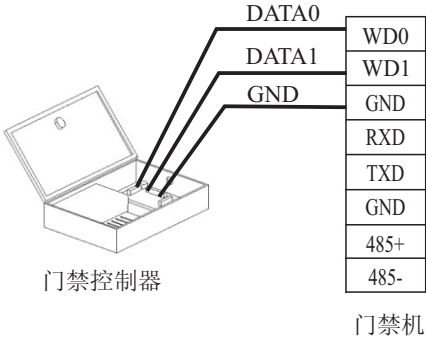 DATA0
WD0
DATA1
WD1
GND
GND
RXD
TXD
GND
485+
485-
门禁控制器
门禁机